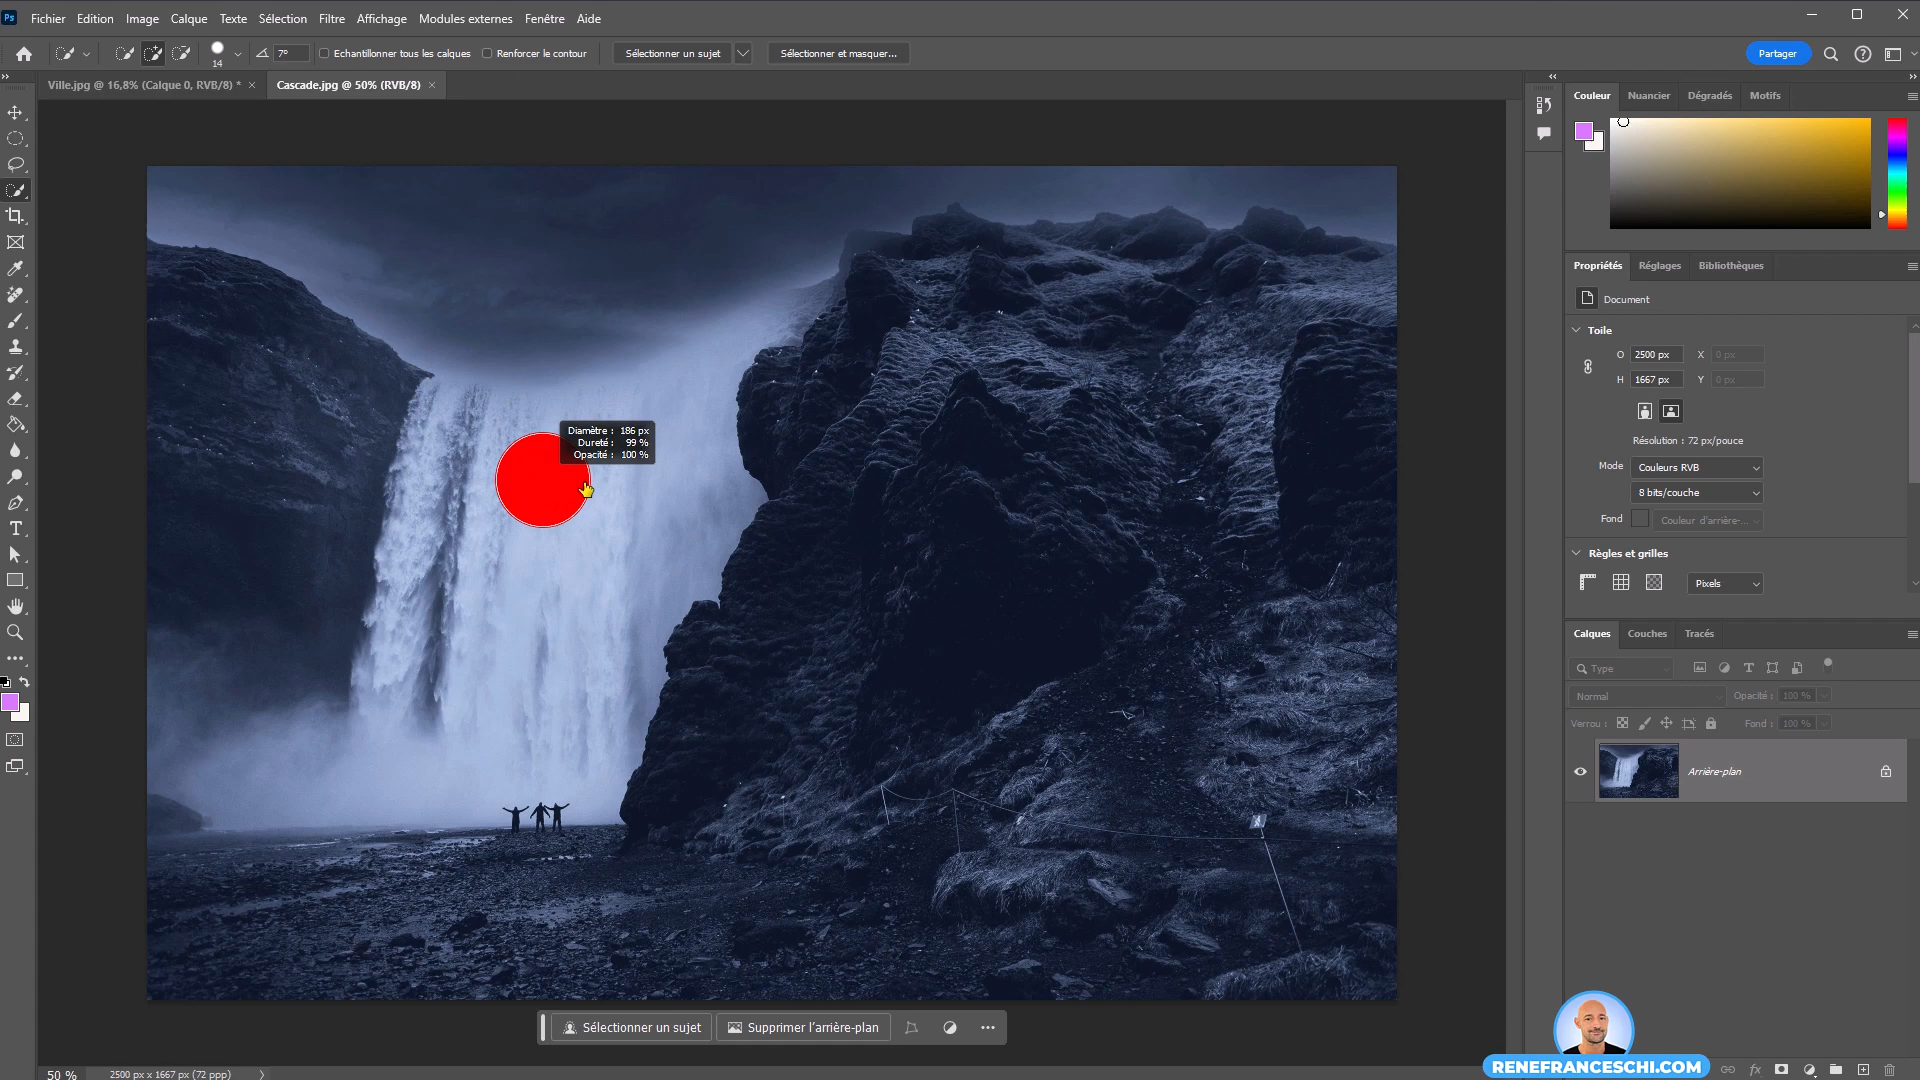 Ps Fichier Edition Image Calque Texte Sélection Filtre Affichage Modules externes Fenêtre Aide
14 7° Echantillonner tous les calques Renforcer le contour Sélectionner un sujet Sélectionner et masquer... Partager
Ville.jpg @ 16,8% (Calque 0, RVB/8) * Cascade.jpg @ 50% (RVB/8)
Couleur Nuancier Dégradés Motifs
Propriétés Réglages Bibliothèques
Document
Toile
O 2500 px X 0 px
H 1667 px Y 0 px
Résolution : 72 px/pouce
Mode Couleurs RVB
8 bits/couche
Fond Couleur d'arrière-...
Règles et grilles
Pixels
Diamètre : 186 px
Dureté : 99 %
Opacité : 100 %
Calques Couches Tracés
Type
Normal Opacité : 100 %
Verrou : Fond : 100 %
Arrière-plan
Sélectionner un sujet Supprimer l'arrière-plan
RENEFRANCESCHI.COM
50 % 2500 px x 1667 px (72 ppp)